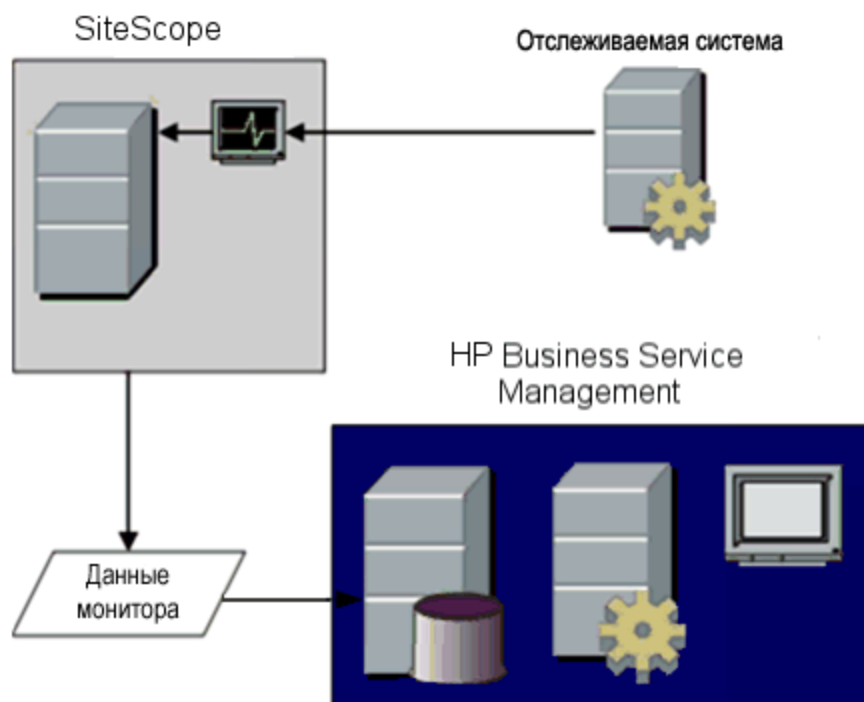 SiteScope
Отслеживаемая система
HP Business Service
Management
Данные
монитора